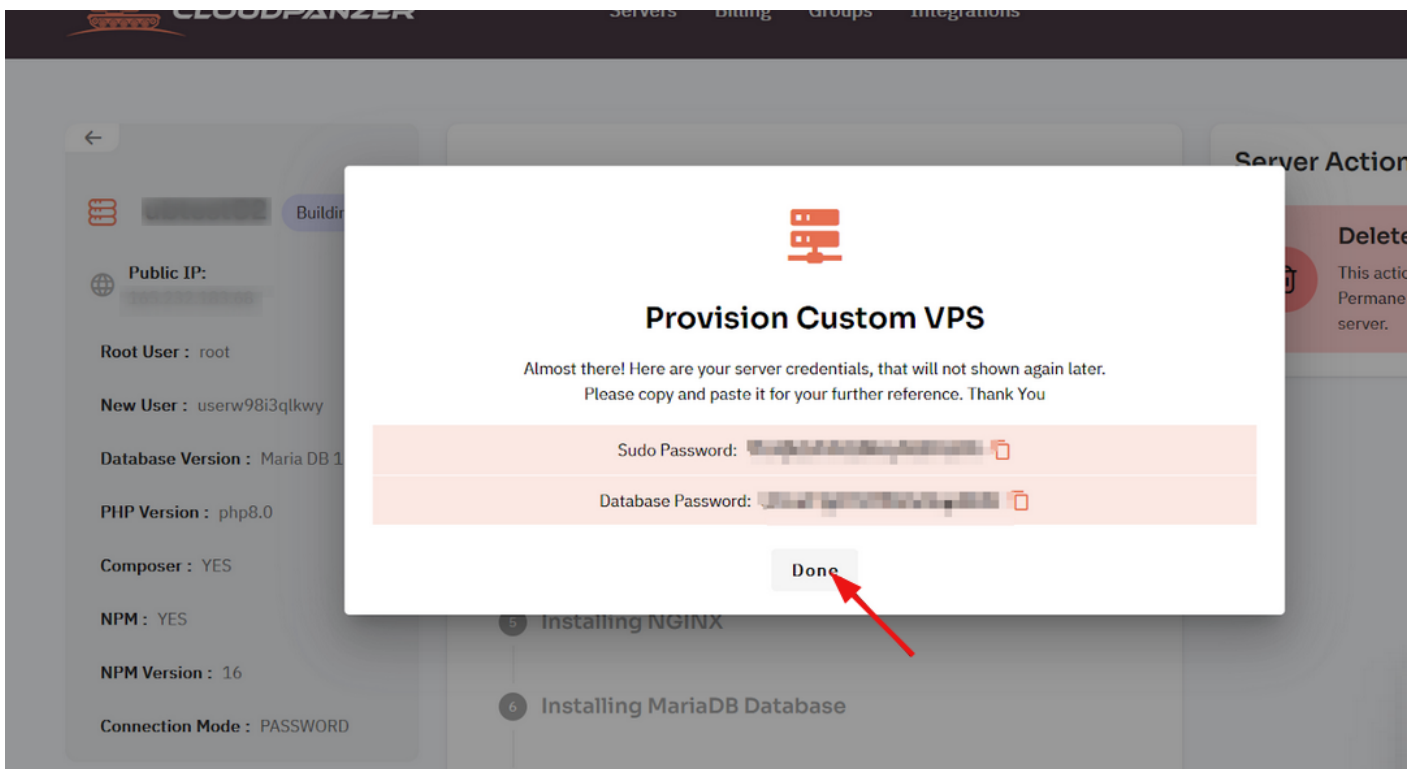 CLOUDPANZER
Servers Billing Groups Integrations
Buildin
Public IP:
Root User : root
New User : userw98i3qlkwy
Database Version : Maria DB 1
PHP Version : php8.0
Composer : YES
NPM : YES
NPM Version : 16
Connection Mode : PASSWORD
Provision Custom VPS
Almost there! Here are your server credentials, that will not shown again later.
Please copy and paste it for your further reference. Thank You
Sudo Password:
Database Password:
Done
5 Installing NGINX
6 Installing MariaDB Database
Server Action
Delete
This actio
Permane
server.